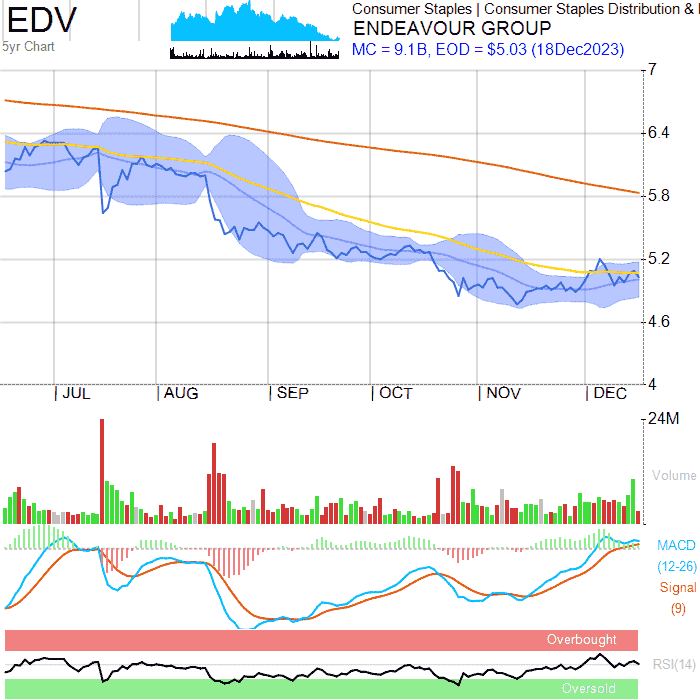 EDV
5yr Chart
Consumer Staples | Consumer Staples Distribution &
ENDEAVOUR GROUP
MC = 9.1B, EOD = $5.03 (18Dec2023)
7
6.4
5.8
5.2
4.6
4
JUL
AUG
SEP
OCT
NOV
DEC
24M
Volume
MACD
(12-26)
Signal
(9)
Overbought
RSI(14)
Oversold